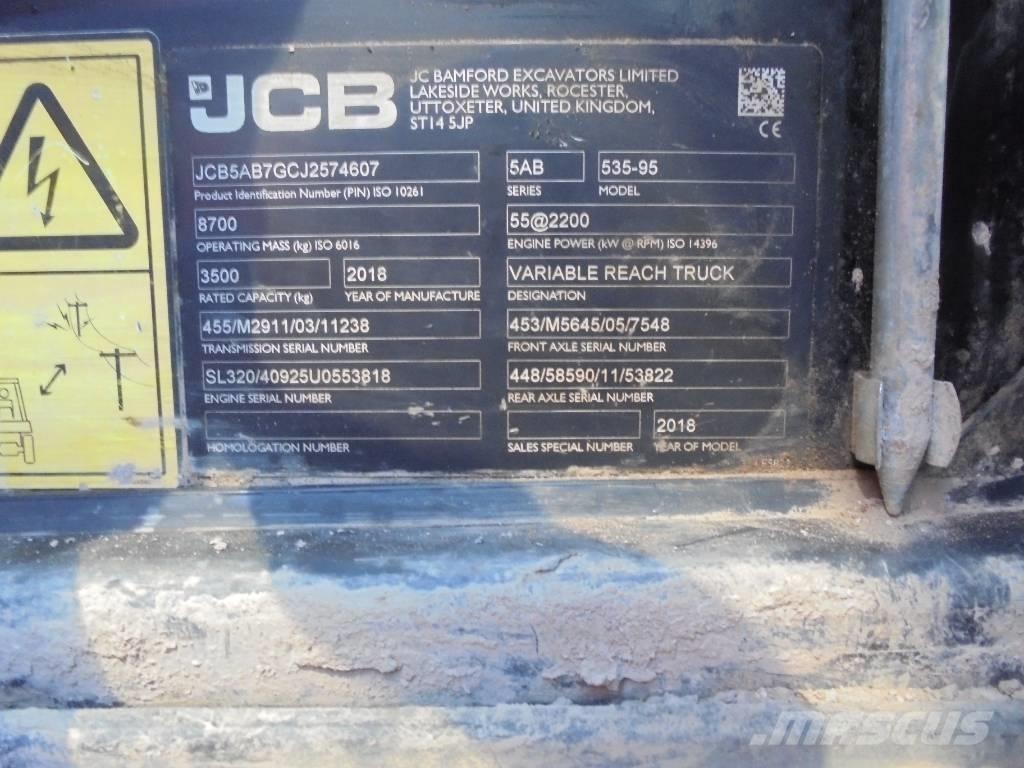 JCB
JC BAMFORD EXCAVATORS LIMITED
LAKESIDE WORKS, ROCESTER,
UTTOXETER, UNITED KINGDOM,
ST14 5JP
CE
JCB5AB7GCJ2574607
Product Identification Number (PIN) ISO 10261
5AB
SERIES
535-95
MODEL
8700
OPERATING MASS (kg) ISO 6016
55@2200
ENGINE POWER (kW @ RPM) ISO 14396
3500
RATED CAPACITY (kg)
2018
YEAR OF MANUFACTURE
VARIABLE REACH TRUCK
DESIGNATION
455/M2911/03/11238
TRANSMISSION SERIAL NUMBER
453/M5645/05/7548
FRONT AXLE SERIAL NUMBER
SL320/40925U0553818
ENGINE SERIAL NUMBER
448/58590/11/53822
REAR AXLE SERIAL NUMBER
HOMOLOGATION NUMBER
SALES SPECIAL NUMBER
2018
YEAR OF MODEL
MASCUS